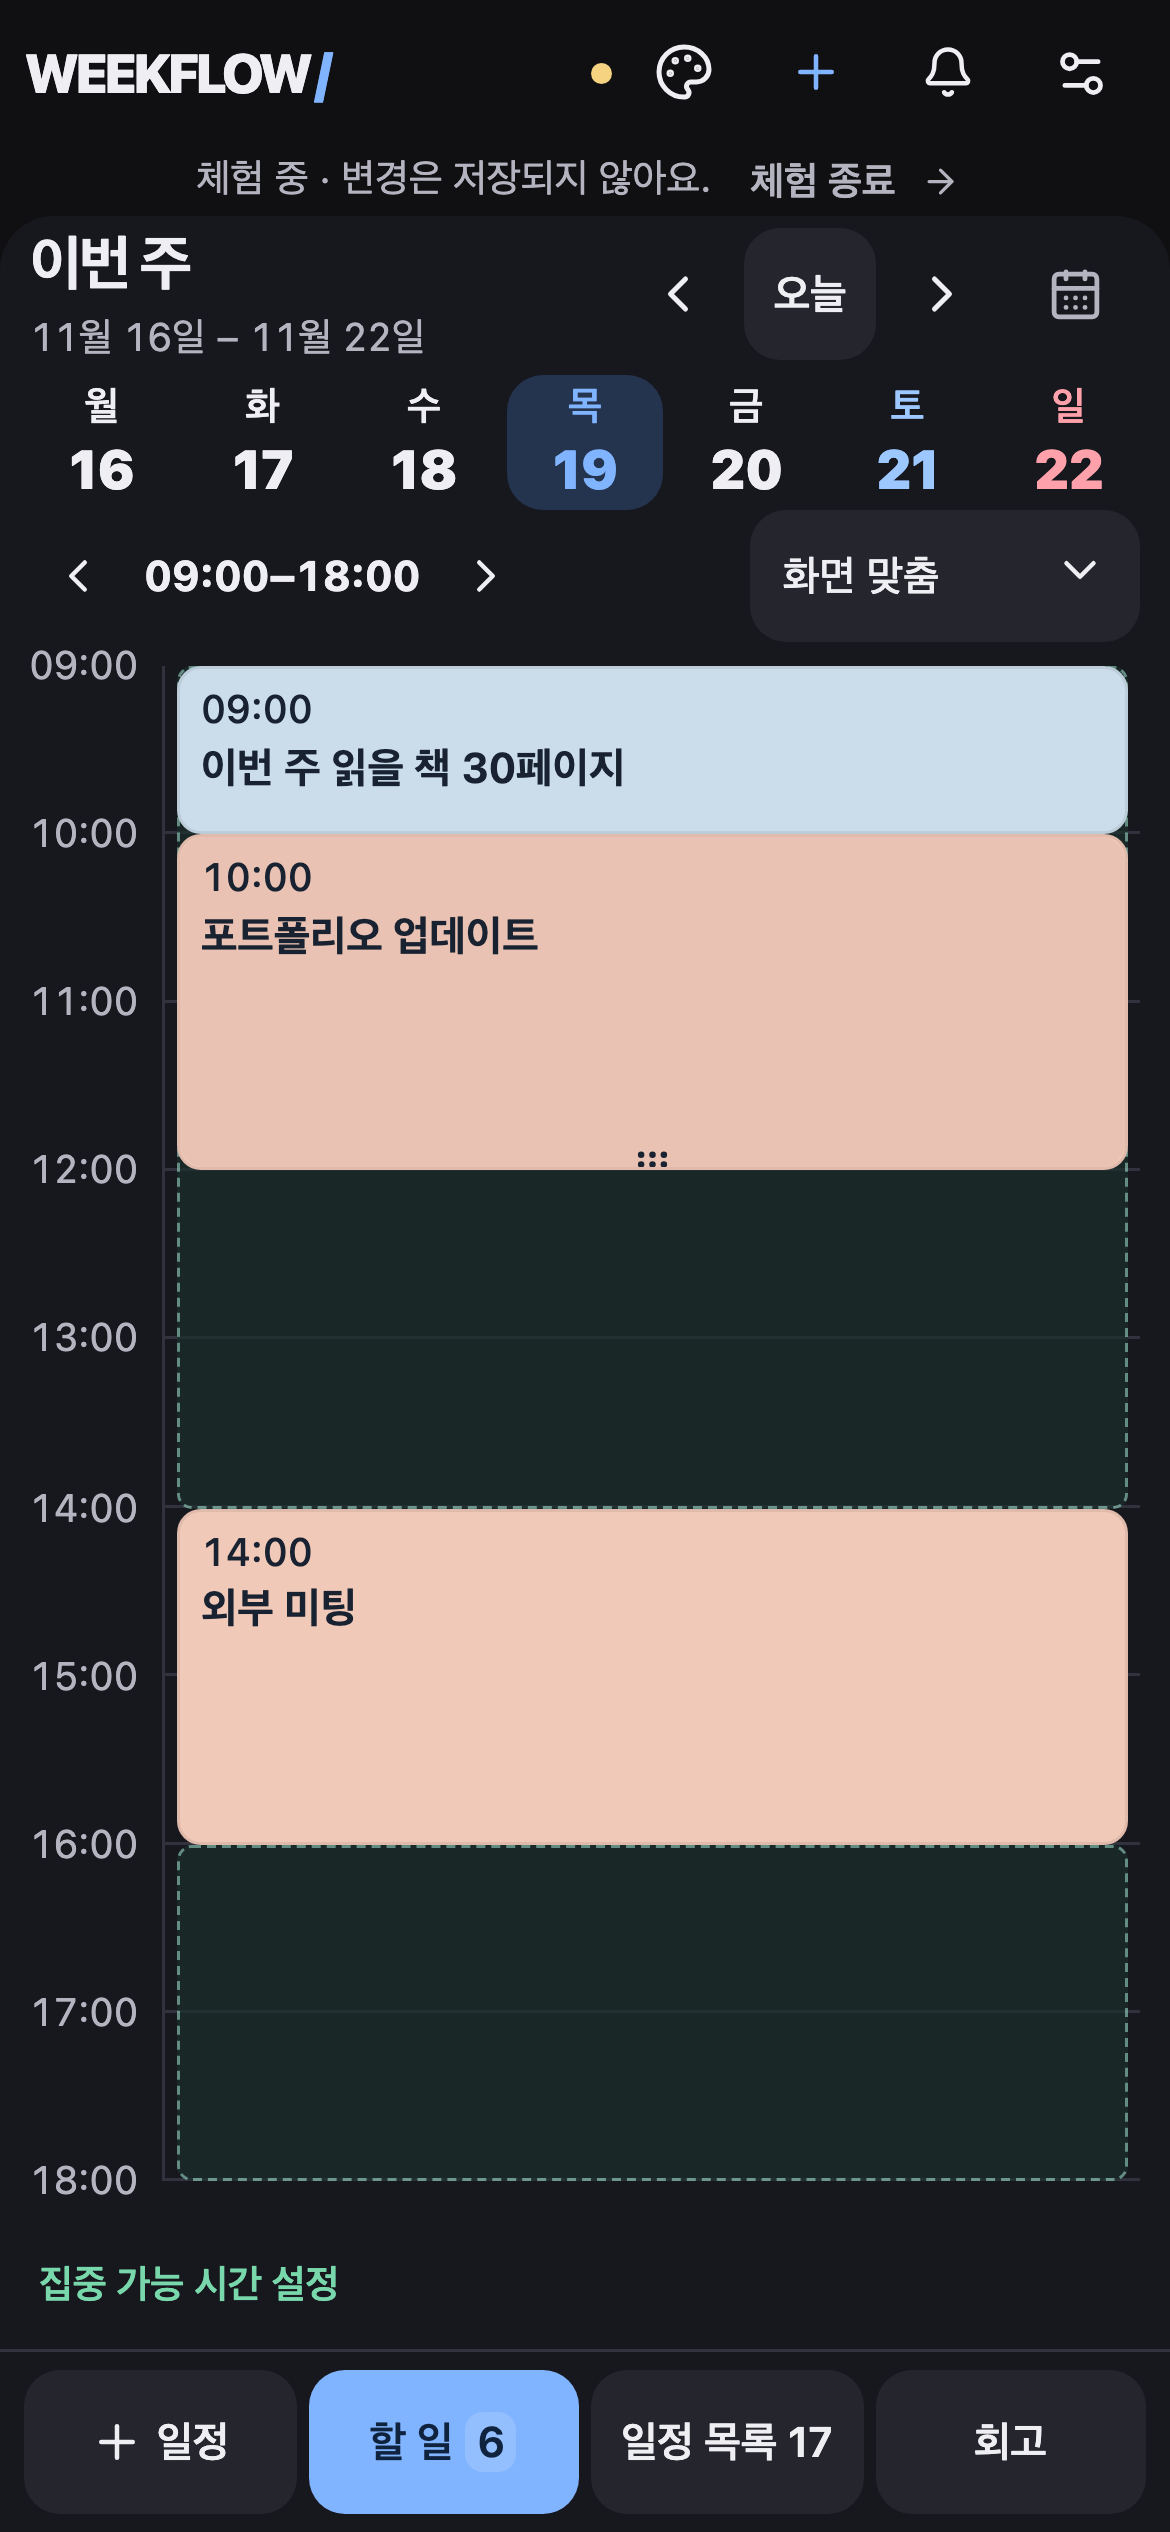 WEEKFLOW/
체험 중 · 변경은 저장되지 않아요. 체험 종료 →
이번 주
오늘
11월 16일 – 11월 22일
월 화 수 목 금 토 일
16 17 18 19 20 21 22
09:00–18:00
화면 맞춤
09:00
09:00
이번 주 읽을 책 30페이지
10:00
10:00
포트폴리오 업데이트
11:00
12:00
13:00
14:00
14:00
외부 미팅
15:00
16:00
17:00
18:00
집중 가능 시간 설정
+ 일정
할 일 6
일정 목록 17
회고